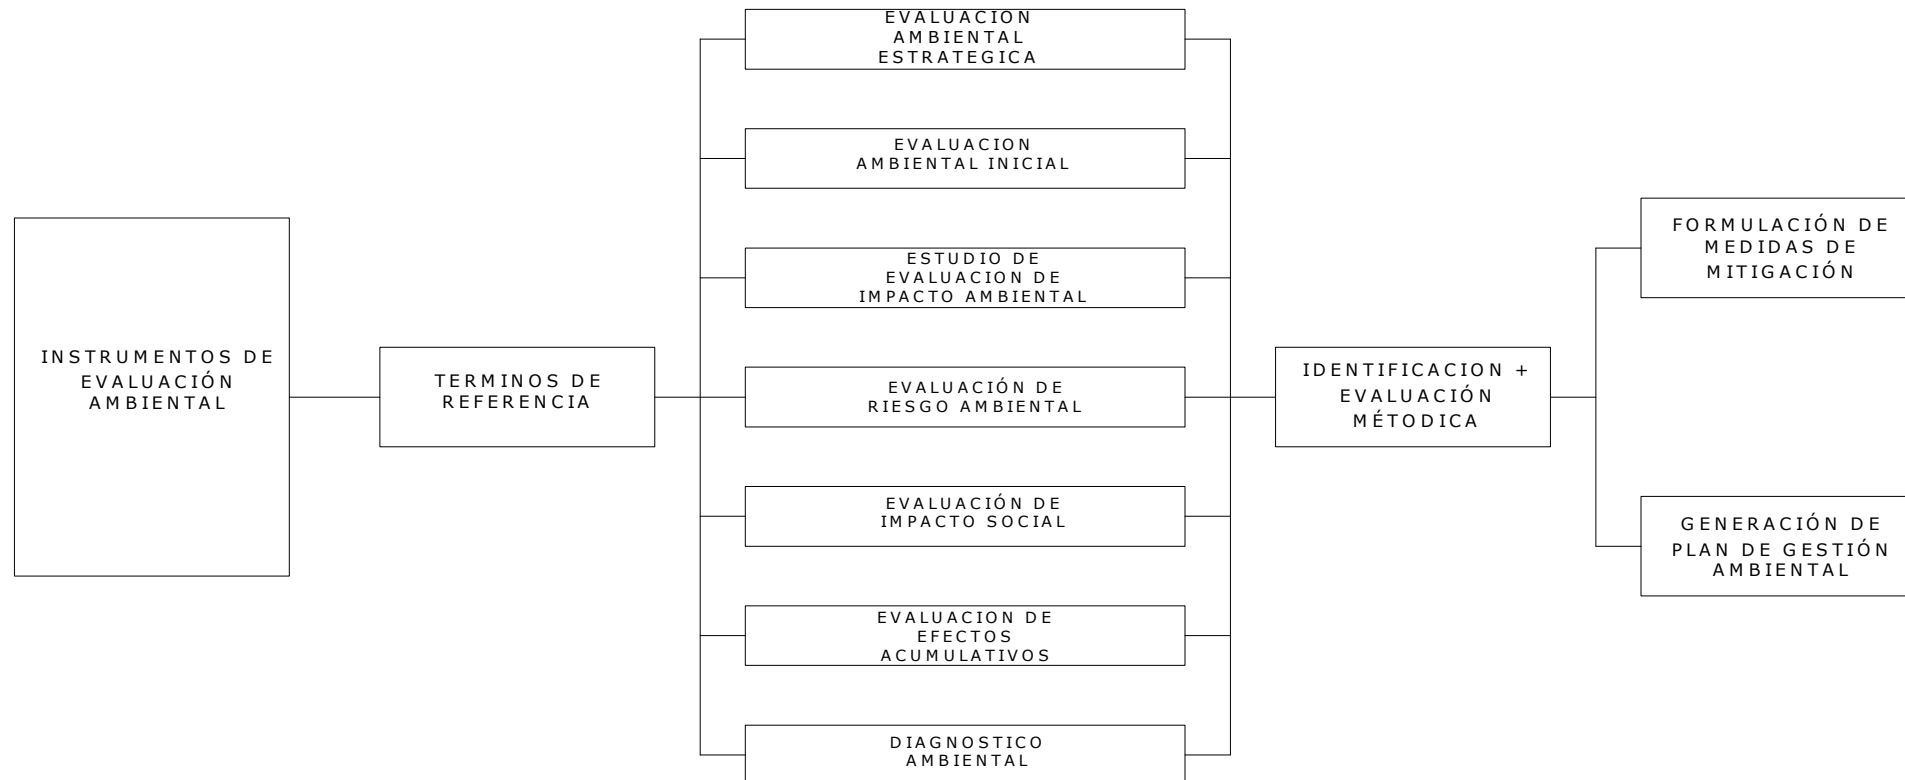 INSTRUMENTOS DE
EVALUACIÓN
AMBIENTAL
TERMINOS DE
REFERENCIA
EVALUACION
AMBIENTAL
ESTRATEGICA
EVALUACION
AMBIENTAL INICIAL
ESTUDIO DE
EVALUACION DE
IMPACTO AMBIENTAL
EVALUACIÓN DE
RIESGO AMBIENTAL
EVALUACIÓN DE
IMPACTO SOCIAL
EVALUACION DE
EFECTOS
ACUMULATIVOS
DIAGNOSTICO
AMBIENTAL
IDENTIFICACION +
EVALUACIÓN
MÉTODICA
FORMULACIÓN DE
MEDIDAS DE
MITIGACIÓN
GENERACIÓN DE
PLAN DE GESTIÓN
AMBIENTAL